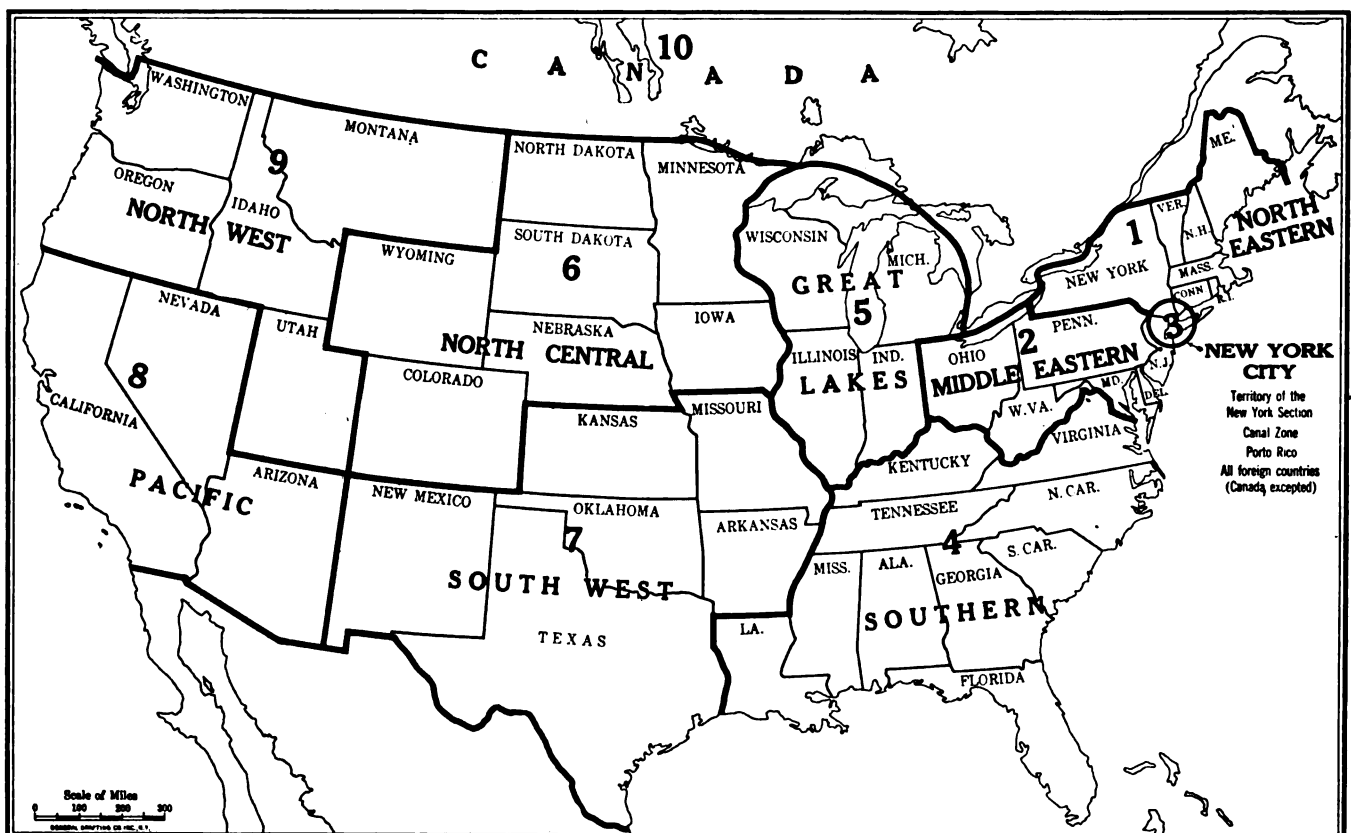 C A N A D A
10
WASHINGTON
MONTANA
NORTH DAKOTA
MINNESOTA
ME.
9
OREGON
IDAHO
NORTH WEST
WYOMING
SOUTH DAKOTA
6
WISCONSIN
MICH.
GREAT
5
LAKES
1
NEW YORK
VER.
N.H.
MASS.
CONN
R.I.
NORTH
EASTERN
NEVADA
UTAH
NEBRASKA
NORTH CENTRAL
IOWA
ILLINOIS
IND.
OHIO
2
PENN.
MIDDLE EASTERN
3
N.J.
MD.
DEL.
W.VA.
VIRGINIA
NEW YORK
CITY
Territory of the
New York Section
Canal Zone
Porto Rico
All foreign countries
(Canada excepted)
8
CALIFORNIA
PACIFIC
COLORADO
KANSAS
MISSOURI
KENTUCKY
ARIZONA
NEW MEXICO
OKLAHOMA
7
SOUTH WEST
TEXAS
ARKANSAS
TENNESSEE
N. CAR.
4
S. CAR.
MISS.
ALA.
GEORGIA
SOUTHERN
LA.
FLORIDA
Scale of Miles
0 100 200 300
GENERAL DRAFTING CO. INC., N.Y.